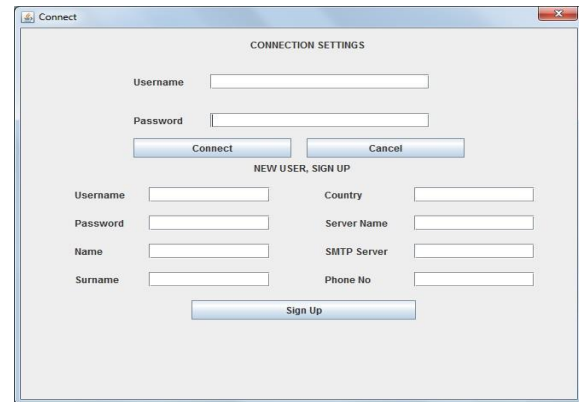 Connect
CONNECTION SETTINGS
Username
Password
Connect Cancel
NEW USER, SIGN UP
Username Country
Password Server Name
Name SMTP Server
Surname Phone No
Sign Up